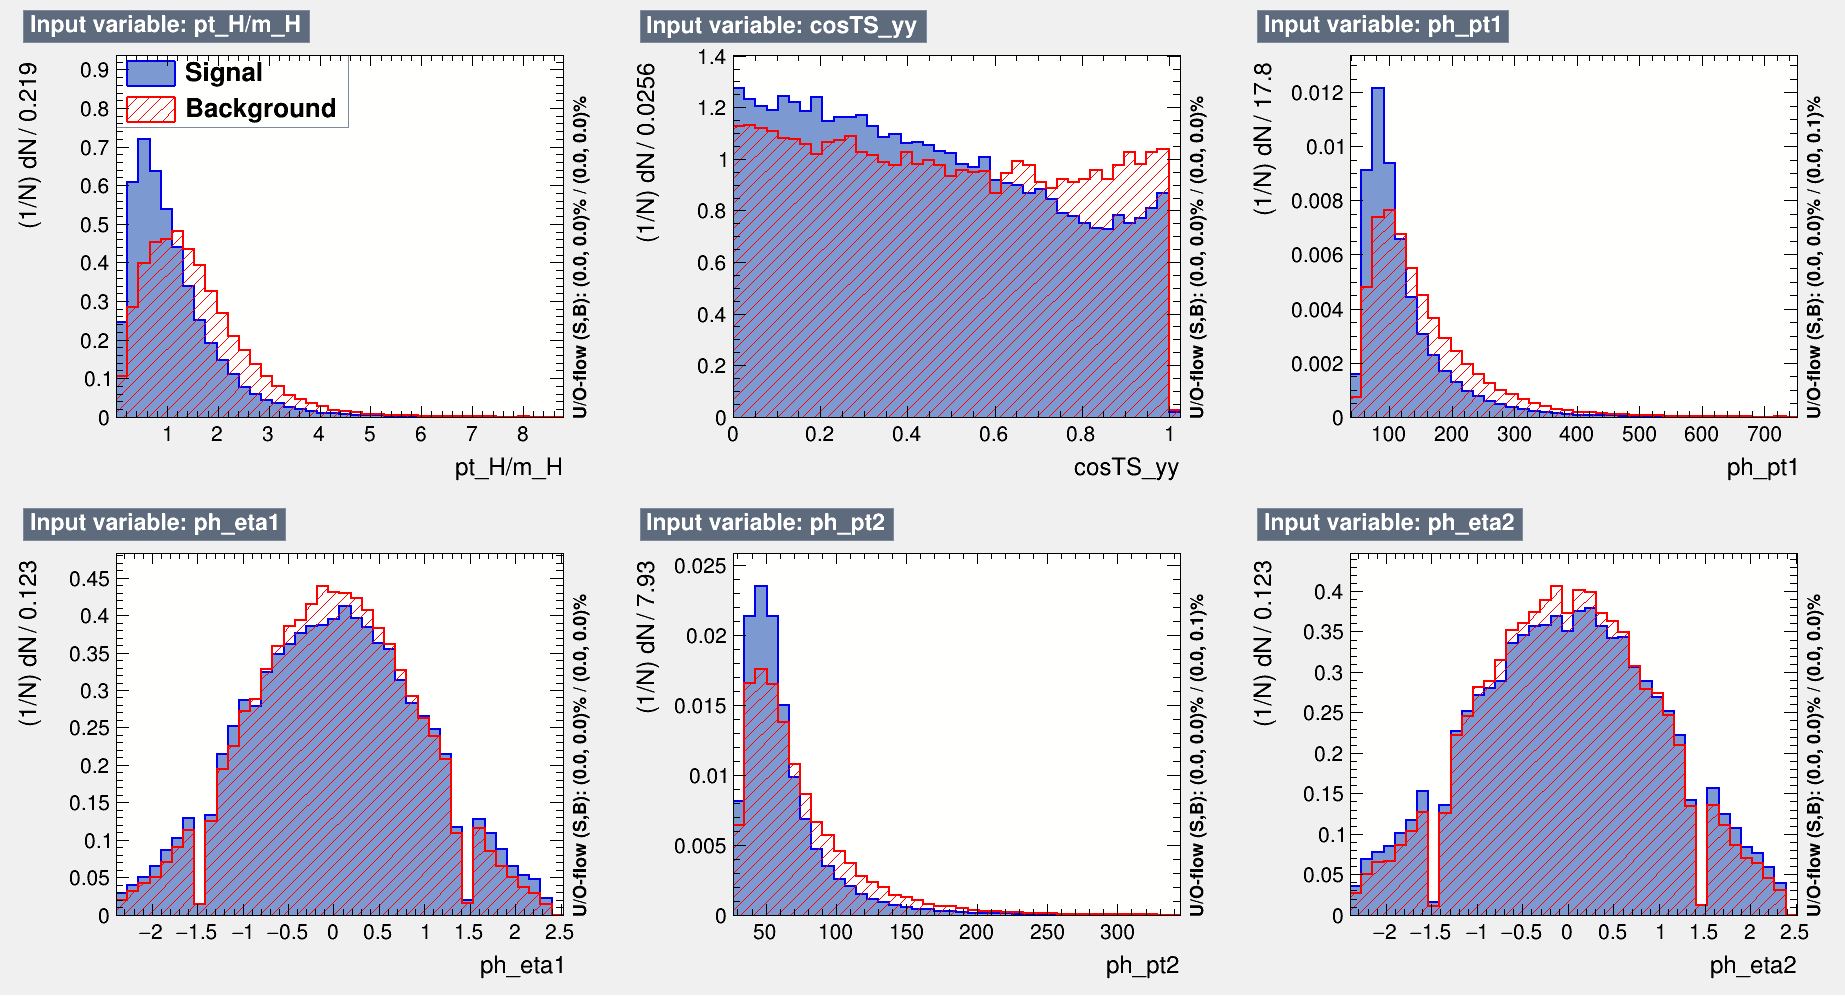 Input variable: pt_H/m_H
(1/N) dN / 0.219
0.9
0.8
0.7
0.6
0.5
0.4
0.3
0.2
0.1
0
Signal
Background
1 2 3 4 5 6 7 8
pt_H/m_H
U/O-flow (S,B): (0.0, 0.0)% / (0.0, 0.0)%
Input variable: cosTS_yy
(1/N) dN / 0.0256
1.4
1.2
1
0.8
0.6
0.4
0.2
0
0 0.2 0.4 0.6 0.8 1
cosTS_yy
U/O-flow (S,B): (0.0, 0.0)% / (0.0, 0.0)%
Input variable: ph_pt1
(1/N) dN / 17.8
0.012
0.01
0.008
0.006
0.004
0.002
0
100 200 300 400 500 600 700
ph_pt1
U/O-flow (S,B): (0.0, 0.0)% / (0.0, 0.1)%
Input variable: ph_eta1
(1/N) dN / 0.123
0.45
0.4
0.35
0.3
0.25
0.2
0.15
0.1
0.05
0
−2 −1.5 −1 −0.5 0 0.5 1 1.5 2 2.5
ph_eta1
U/O-flow (S,B): (0.0, 0.0)% / (0.0, 0.0)%
Input variable: ph_pt2
(1/N) dN / 7.93
0.025
0.02
0.015
0.01
0.005
0
50 100 150 200 250 300
ph_pt2
U/O-flow (S,B): (0.0, 0.0)% / (0.0, 0.1)%
Input variable: ph_eta2
(1/N) dN / 0.123
0.4
0.35
0.3
0.25
0.2
0.15
0.1
0.05
0
−2 −1.5 −1 −0.5 0 0.5 1 1.5 2 2.5
ph_eta2
U/O-flow (S,B): (0.0, 0.0)% / (0.0, 0.0)%